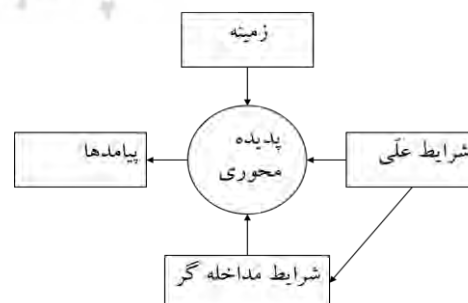 زمینه
پدیده
محوری
شرایط علّی
پیامدها
شرایط مداخله گر